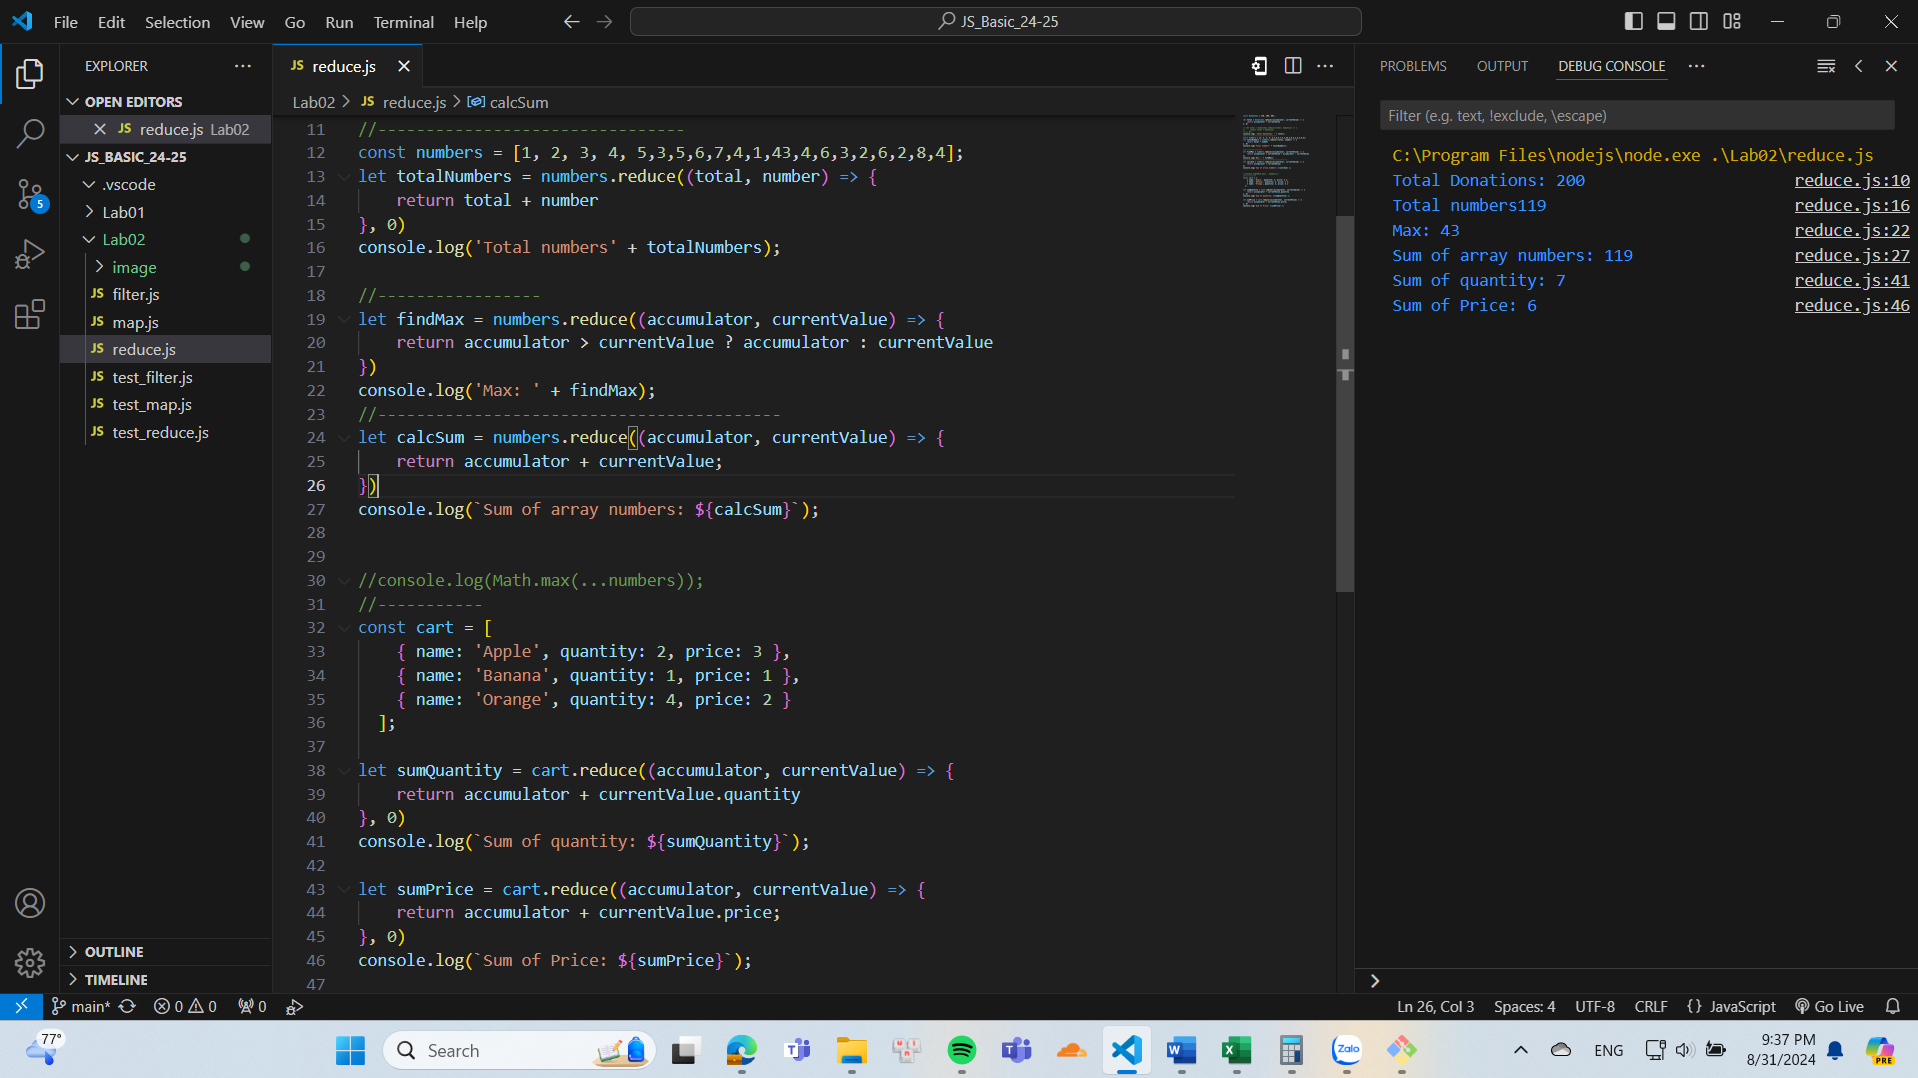 File Edit Selection View Go Run Terminal Help
JS_Basic_24-25
EXPLORER
OPEN EDITORS
JS reduce.js Lab02
JS_BASIC_24-25
.vscode
Lab01
Lab02
image
JS filter.js
JS map.js
JS reduce.js
JS test_filter.js
JS test_map.js
JS test_reduce.js
OUTLINE
TIMELINE
5
JS reduce.js
Lab02 > JS reduce.js > calcSum
11 //--------------------------------
12 const numbers = [1, 2, 3, 4, 5,3,5,6,7,4,1,43,4,6,3,2,6,2,8,4];
13 let totalNumbers = numbers.reduce((total, number) => {
14 return total + number
15 }, 0)
16 console.log('Total numbers' + totalNumbers);
17
18 //-----------------
19 let findMax = numbers.reduce((accumulator, currentValue) => {
20 return accumulator > currentValue ? accumulator : currentValue
21 })
22 console.log('Max: ' + findMax);
23 //------------------------------------------
24 let calcSum = numbers.reduce((accumulator, currentValue) => {
25 return accumulator + currentValue;
26 })
27 console.log(`Sum of array numbers: ${calcSum}`);
28
29
30 //console.log(Math.max(...numbers));
31 //-----------
32 const cart = [
33 { name: 'Apple', quantity: 2, price: 3 },
34 { name: 'Banana', quantity: 1, price: 1 },
35 { name: 'Orange', quantity: 4, price: 2 }
36 ];
37
38 let sumQuantity = cart.reduce((accumulator, currentValue) => {
39 return accumulator + currentValue.quantity
40 }, 0)
41 console.log(`Sum of quantity: ${sumQuantity}`);
42
43 let sumPrice = cart.reduce((accumulator, currentValue) => {
44 return accumulator + currentValue.price;
45 }, 0)
46 console.log(`Sum of Price: ${sumPrice}`);
47
PROBLEMS OUTPUT DEBUG CONSOLE
Filter (e.g. text, !exclude, \escape)
C:\Program Files\nodejs\node.exe .\Lab02\reduce.js
Total Donations: 200 reduce.js:10
Total numbers119 reduce.js:16
Max: 43 reduce.js:22
Sum of array numbers: 119 reduce.js:27
Sum of quantity: 7 reduce.js:41
Sum of Price: 6 reduce.js:46
main* 0 0 0
Ln 26, Col 3 Spaces: 4 UTF-8 CRLF {} JavaScript Go Live
77°
Search
Zalo
ENG
9:37 PM
8/31/2024
PRE